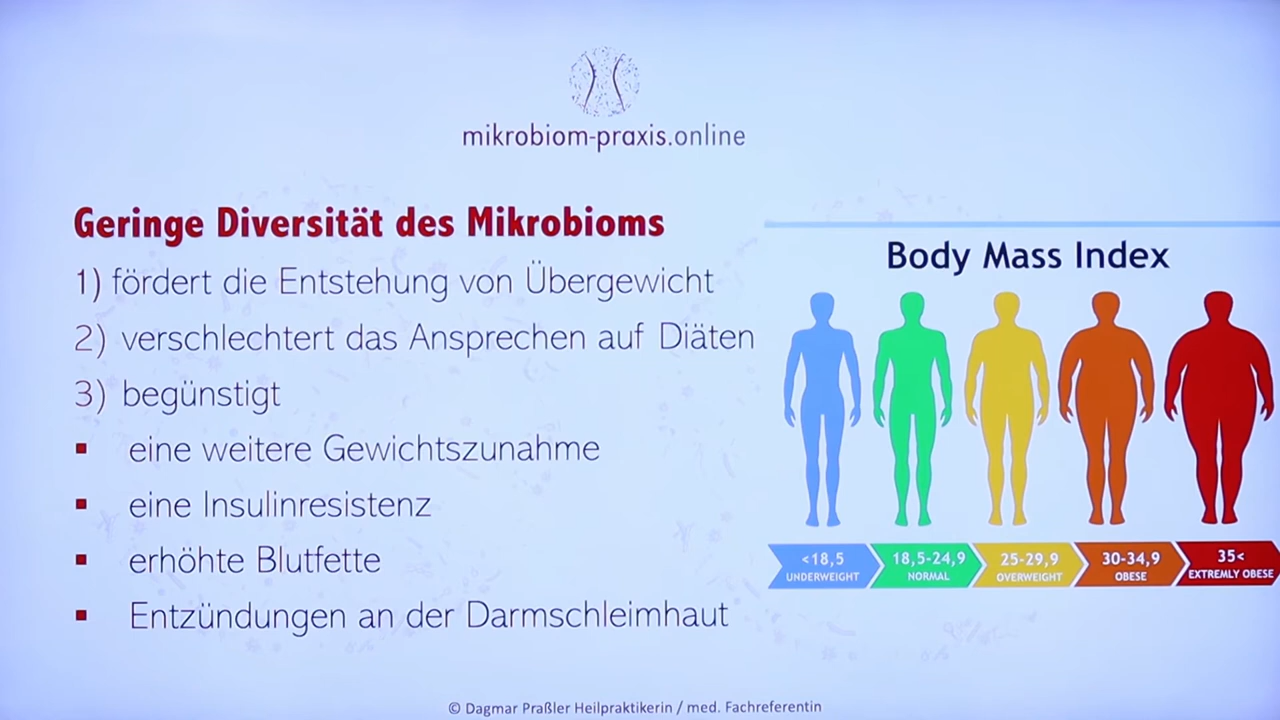 mikrobiom-praxis.online
Geringe Diversität des Mikrobioms
1) fördert die Entstehung von Übergewicht
2) verschlechtert das Ansprechen auf Diäten
3) begünstigt
▪ eine weitere Gewichtszunahme
▪ eine Insulinresistenz
▪ erhöhte Blutfette
▪ Entzündungen an der Darmschleimhaut
Body Mass Index
<18,5 18,5-24,9 25-29,9 30-34,9 35<
UNDERWEIGHT NORMAL OVERWEIGHT OBESE EXTREMLY OBESE
© Dagmar Praßler Heilpraktikerin / med. Fachreferentin